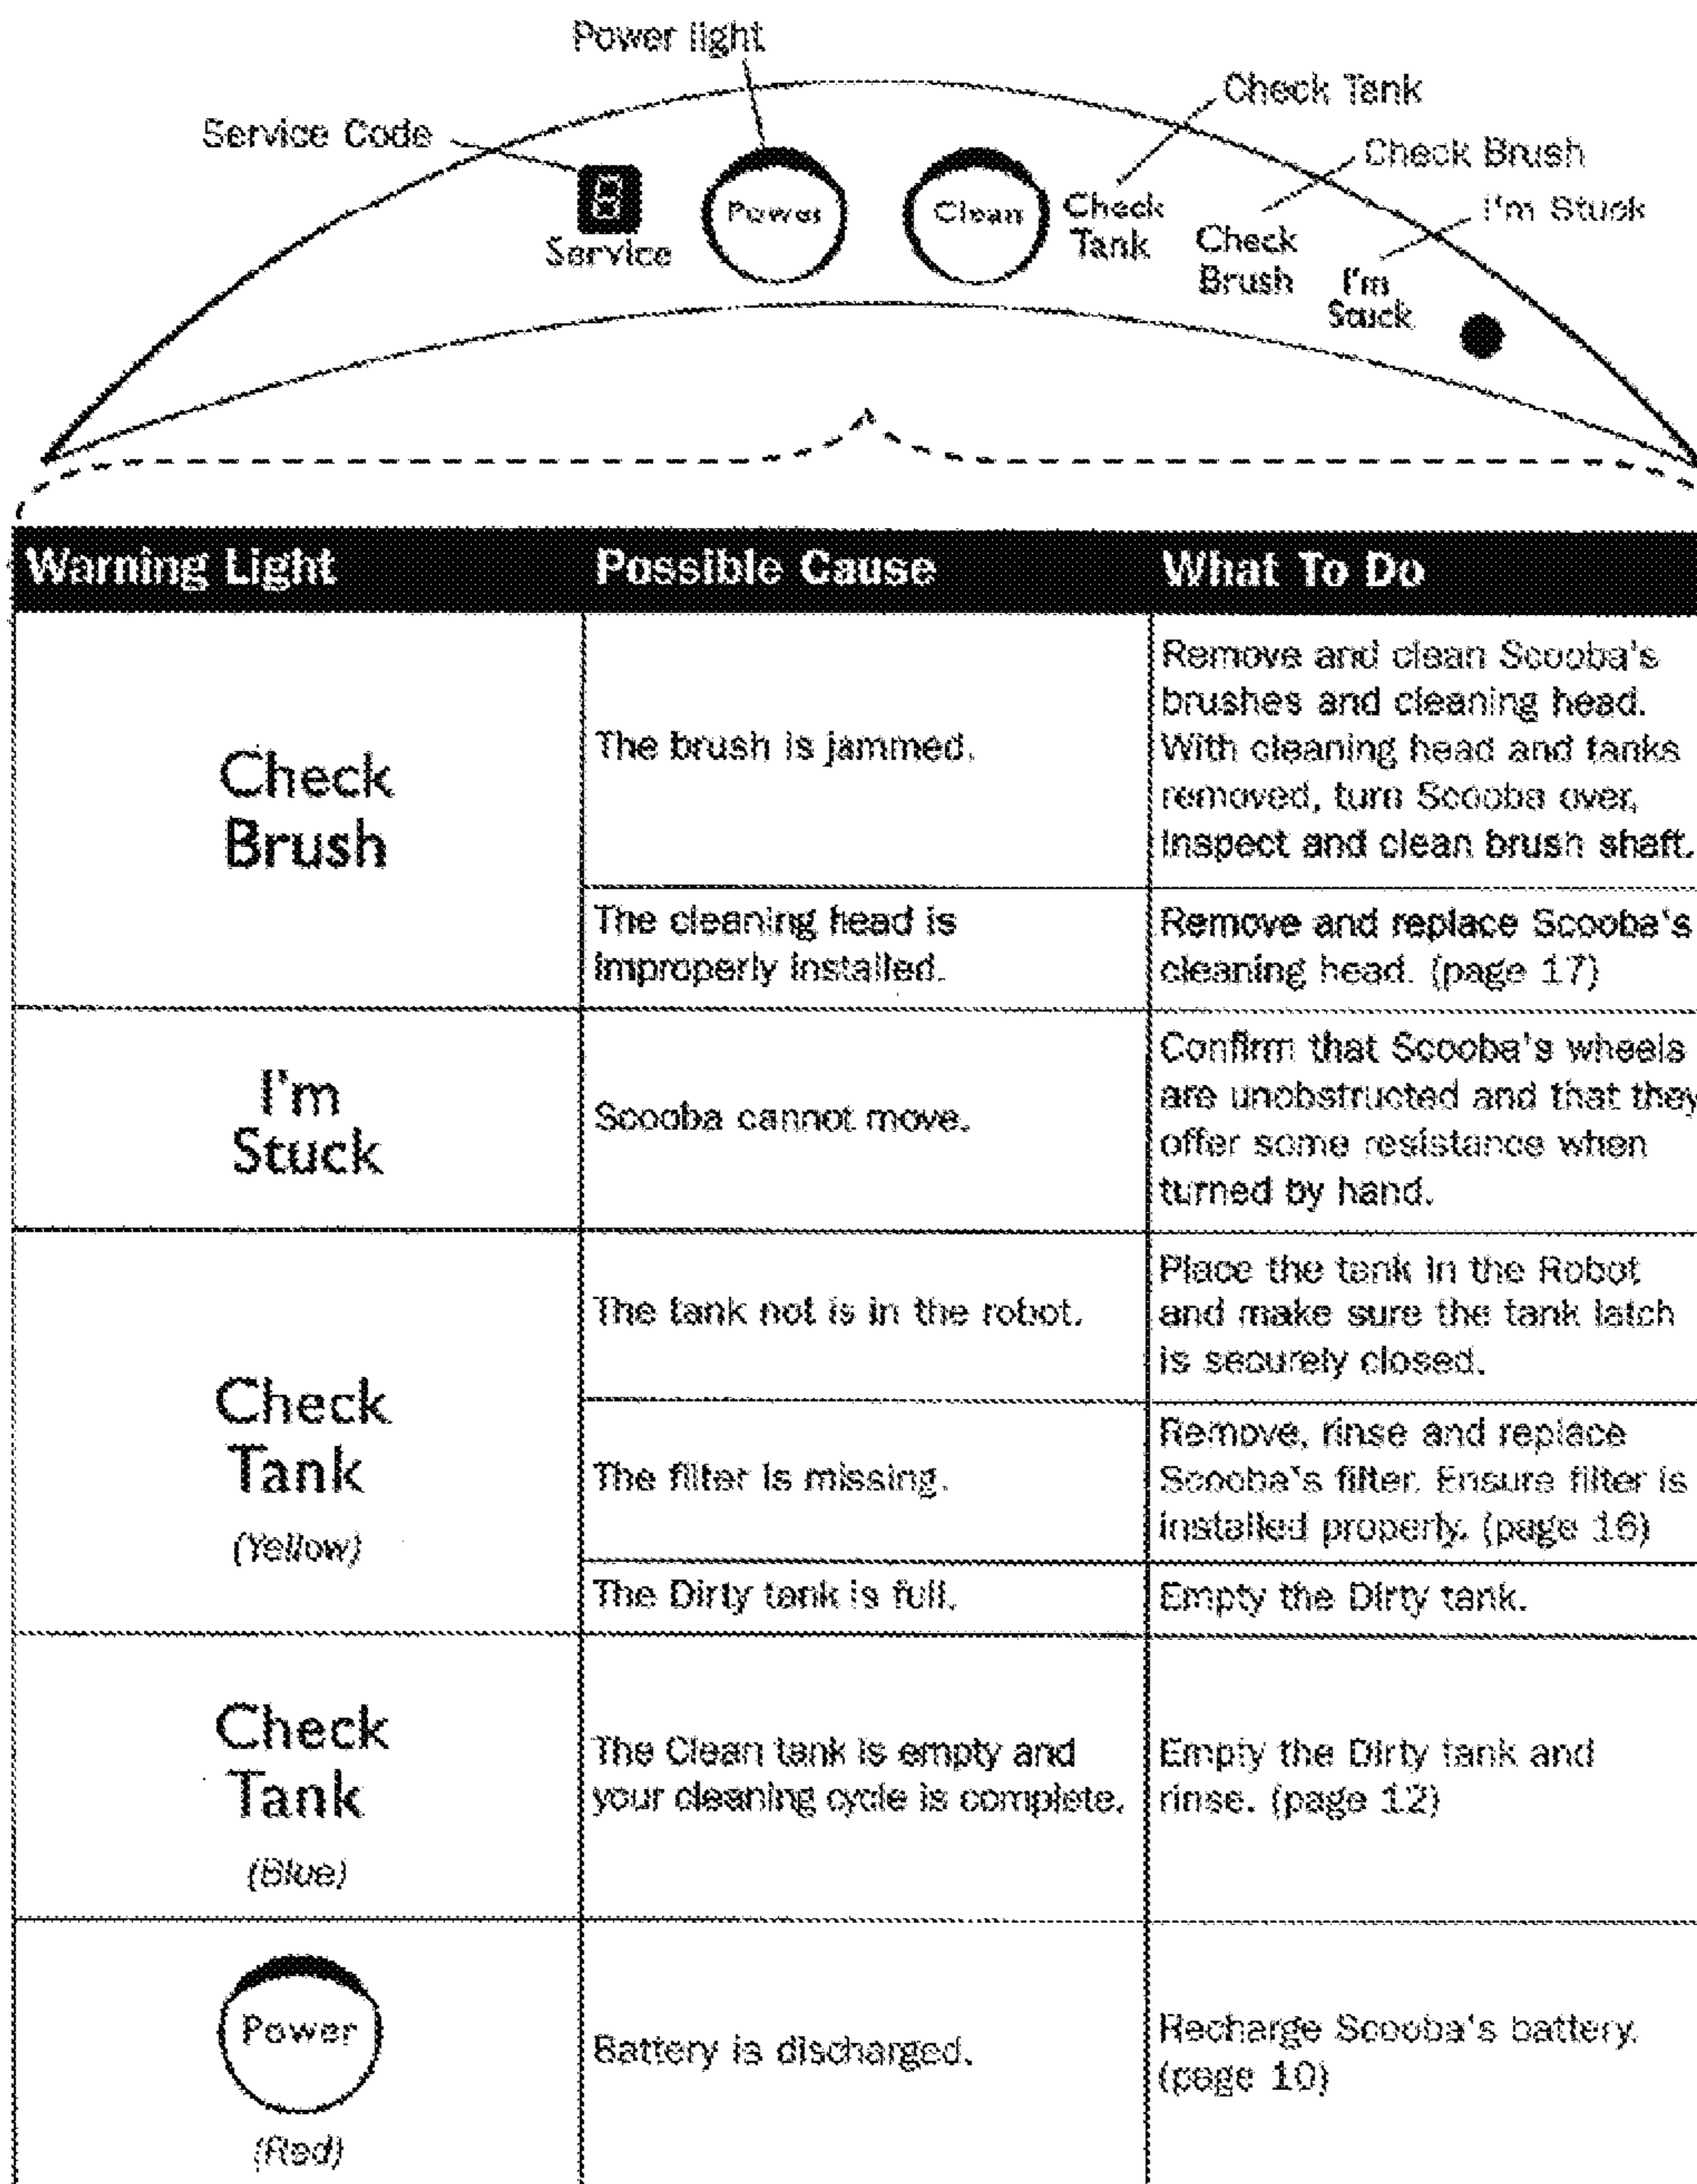 Power light
Check Tank
Service Code
Check Brush
I'm Stuck
8
Power
Clean
Check
Tank
Service
Check
Brush
I'm
Stuck
Warning Light Possible Cause What To Do
Check
Brush
The brush is jammed.
Remove and clean Scooba's
brushes and cleaning head.
With cleaning head and tanks
removed, turn Scooba over,
inspect and clean brush shaft.
The cleaning head is
improperly installed.
Remove and replace Scooba's
cleaning head. (page 17)
I'm
Stuck
Scooba cannot move.
Confirm that Scooba's wheels
are unobstructed and that they
offer some resistance when
turned by hand.
Check
Tank
(Yellow)
The tank not is in the robot.
Place the tank in the Robot
and make sure the tank latch
is securely closed.
The filter is missing.
Remove, rinse and replace
Scooba's filter. Ensure filter is
installed properly. (page 16)
The Dirty tank is full.
Empty the Dirty tank.
Check
Tank
(Blue)
The Clean tank is empty and
your cleaning cycle is complete.
Empty the Dirty tank and
rinse. (page 12)
Power
(Red)
Battery is discharged.
Recharge Scooba's battery.
(page 10)